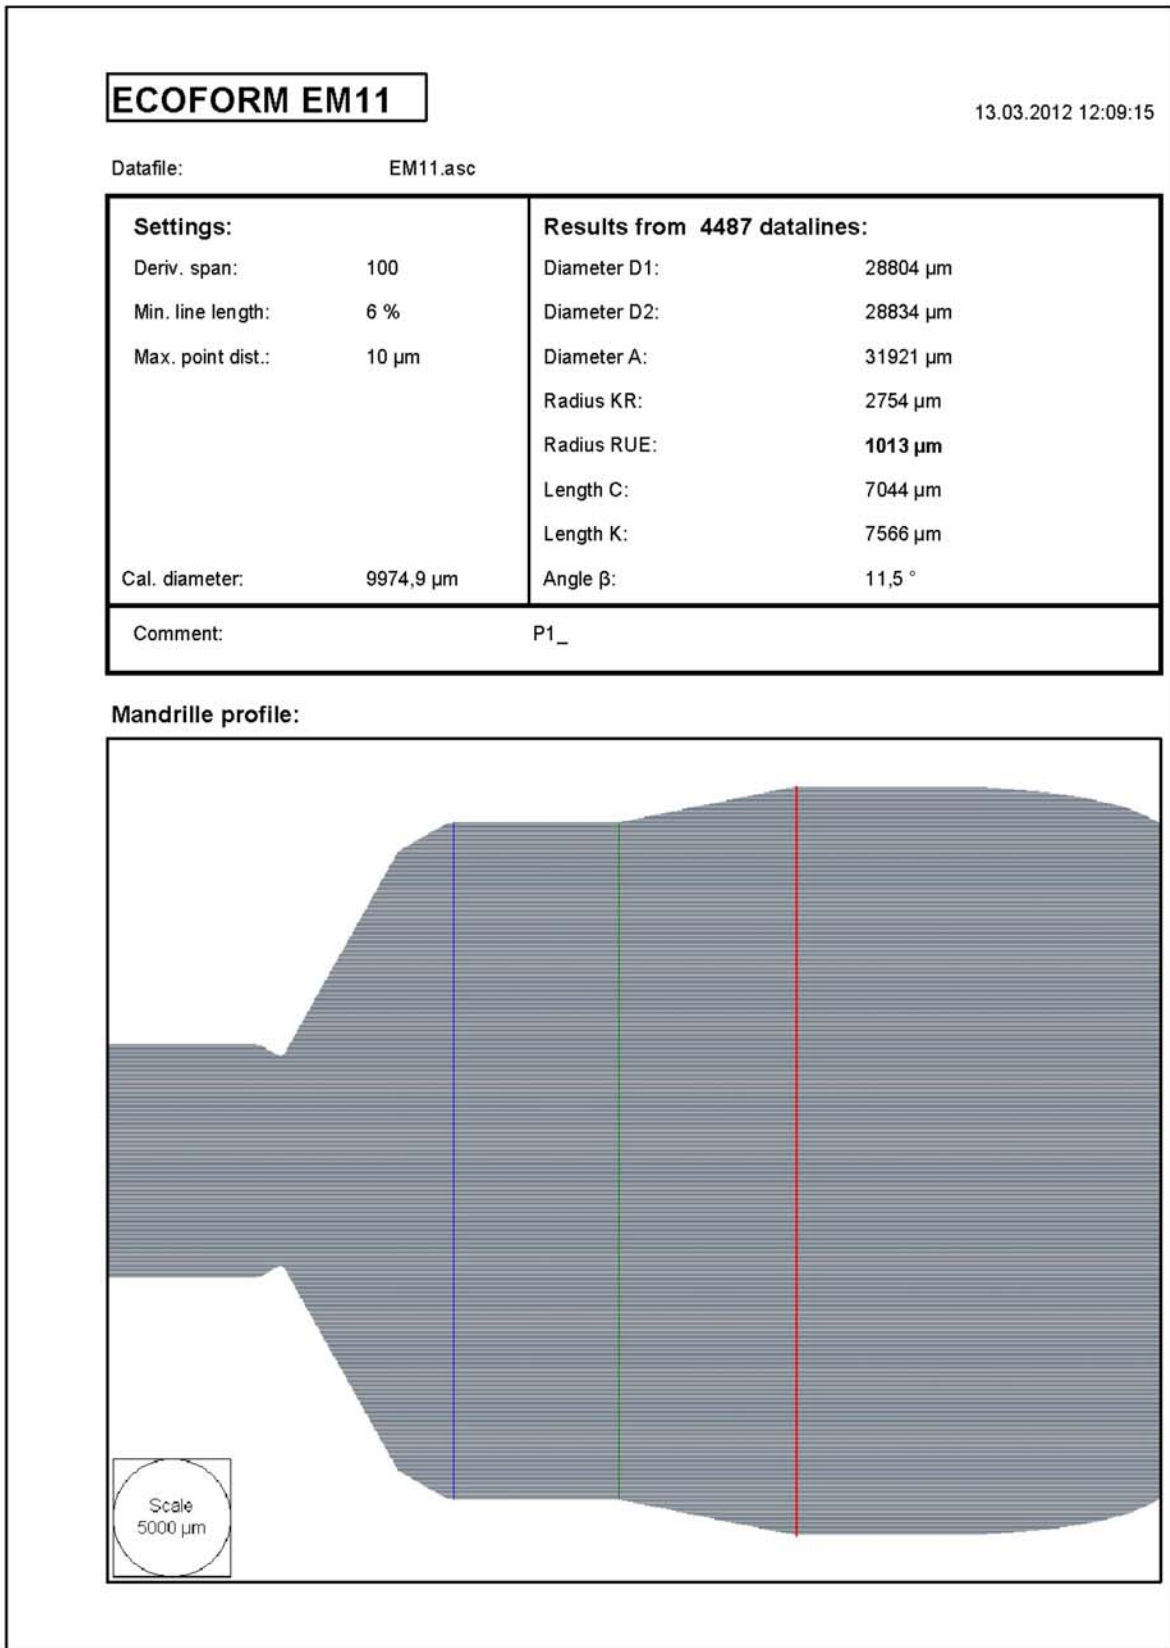 ECOFORM EM11
13.03.2012 12:09:15
Datafile: EM11.asc
Settings:
Deriv. span: 100
Min. line length: 6 %
Max. point dist.: 10 µm
Cal. diameter: 9974,9 µm
Results from 4487 datalines:
Diameter D1: 28804 µm
Diameter D2: 28834 µm
Diameter A: 31921 µm
Radius KR: 2754 µm
Radius RUE: 1013 µm
Length C: 7044 µm
Length K: 7566 µm
Angle β: 11,5 °
Comment: P1_
Mandrille profile:
Scale
5000 µm